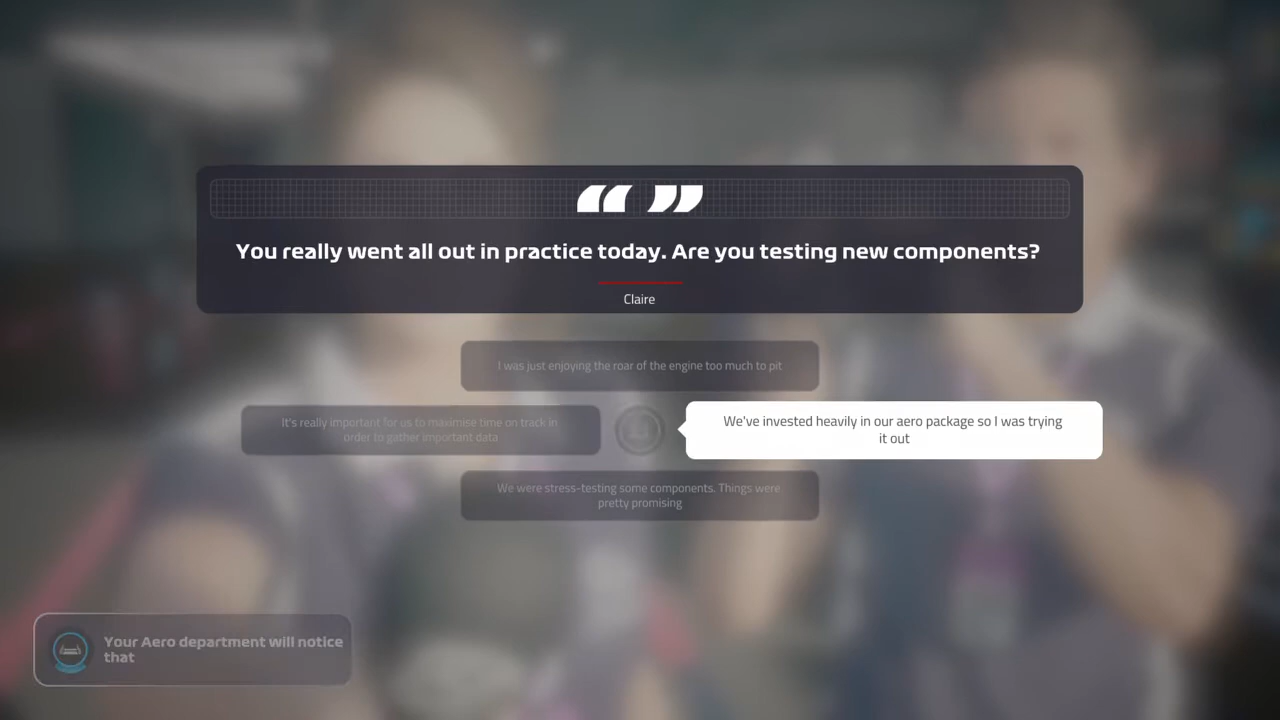 “ ”
You really went all out in practice today. Are you testing new components?
Claire
I was just enjoying the roar of the engine too much to pit
It's really important for us to maximise time on track in
order to gather important data
We've invested heavily in our aero package so I was trying
it out
We were stress-testing some components. Things were
pretty promising
Your Aero department will notice
that